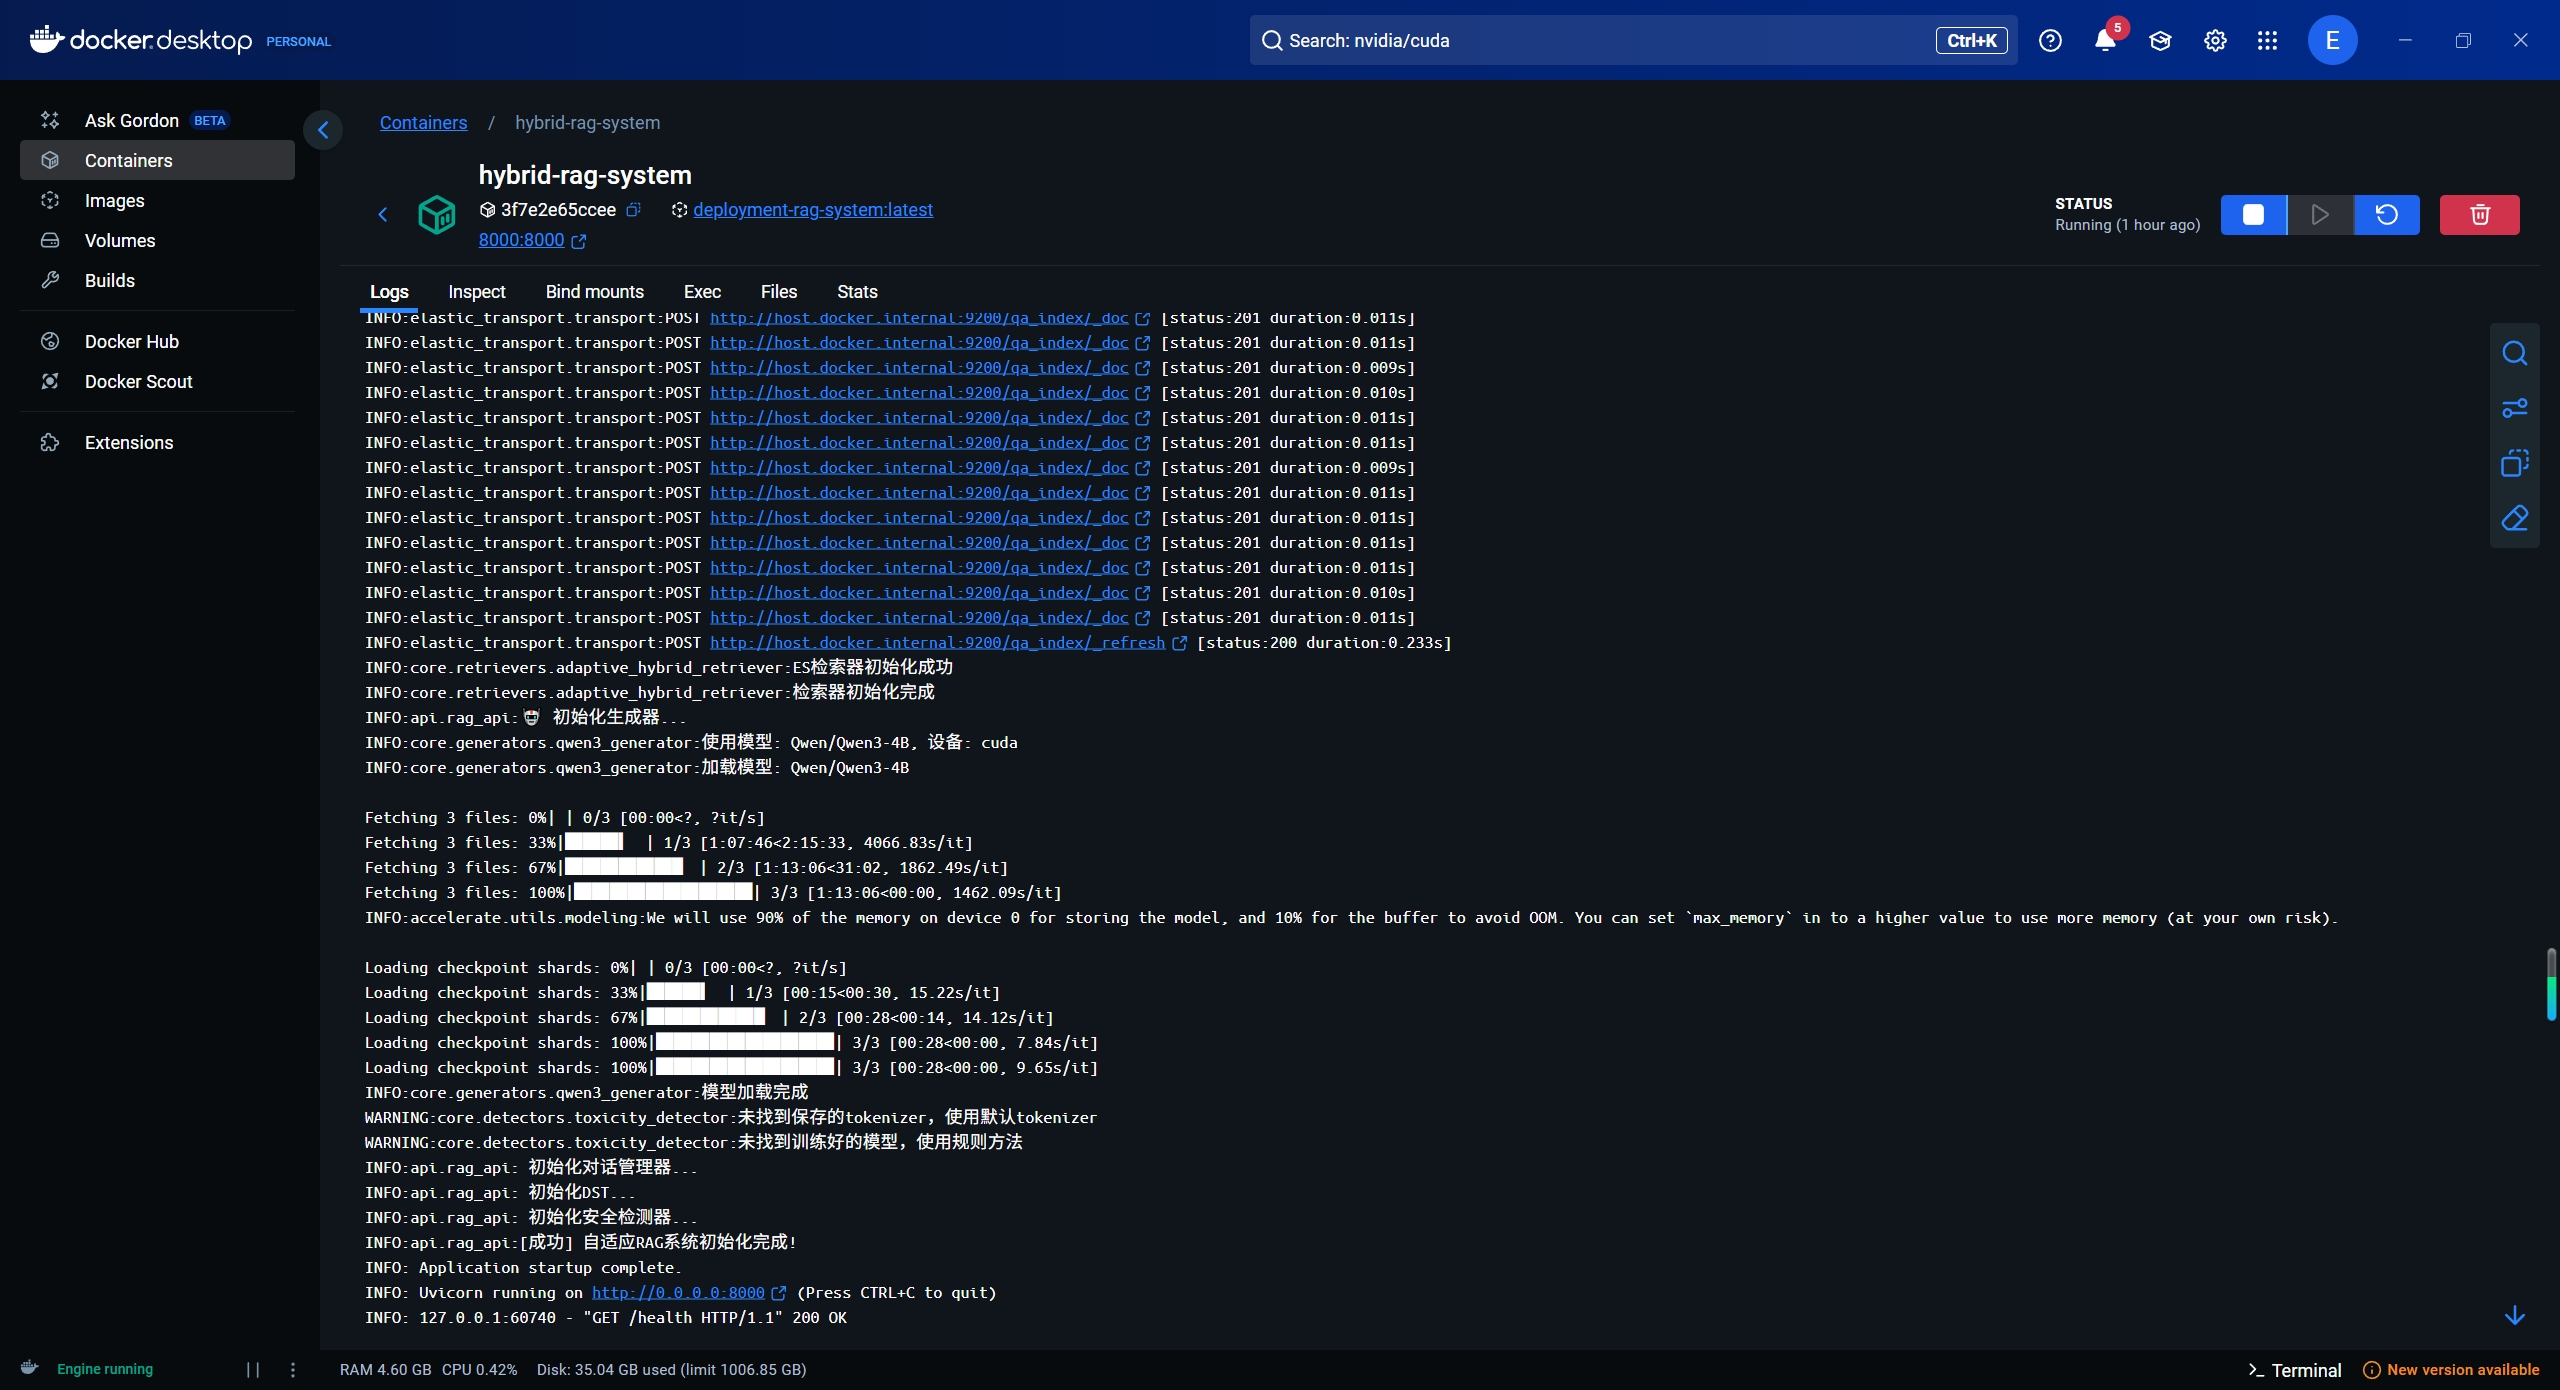 docker.desktop PERSONAL
Search: nvidia/cuda Ctrl+K
5
E
Ask Gordon BETA
Containers
Images
Volumes
Builds
Docker Hub
Docker Scout
Extensions
Containers / hybrid-rag-system
hybrid-rag-system
3f7e2e65ccee deployment-rag-system:latest
8000:8000
STATUS
Running (1 hour ago)
Logs Inspect Bind mounts Exec Files Stats
INFO:elastic_transport.transport:POST http://host.docker.internal:9200/qa_index/_doc [status:201 duration:0.011s]
INFO:elastic_transport.transport:POST http://host.docker.internal:9200/qa_index/_doc [status:201 duration:0.011s]
INFO:elastic_transport.transport:POST http://host.docker.internal:9200/qa_index/_doc [status:201 duration:0.009s]
INFO:elastic_transport.transport:POST http://host.docker.internal:9200/qa_index/_doc [status:201 duration:0.010s]
INFO:elastic_transport.transport:POST http://host.docker.internal:9200/qa_index/_doc [status:201 duration:0.011s]
INFO:elastic_transport.transport:POST http://host.docker.internal:9200/qa_index/_doc [status:201 duration:0.011s]
INFO:elastic_transport.transport:POST http://host.docker.internal:9200/qa_index/_doc [status:201 duration:0.009s]
INFO:elastic_transport.transport:POST http://host.docker.internal:9200/qa_index/_doc [status:201 duration:0.011s]
INFO:elastic_transport.transport:POST http://host.docker.internal:9200/qa_index/_doc [status:201 duration:0.011s]
INFO:elastic_transport.transport:POST http://host.docker.internal:9200/qa_index/_doc [status:201 duration:0.011s]
INFO:elastic_transport.transport:POST http://host.docker.internal:9200/qa_index/_doc [status:201 duration:0.011s]
INFO:elastic_transport.transport:POST http://host.docker.internal:9200/qa_index/_doc [status:201 duration:0.010s]
INFO:elastic_transport.transport:POST http://host.docker.internal:9200/qa_index/_doc [status:201 duration:0.011s]
INFO:elastic_transport.transport:POST http://host.docker.internal:9200/qa_index/_refresh [status:200 duration:0.233s]
INFO:core.retrievers.adaptive_hybrid_retriever:ES检索器初始化成功
INFO:core.retrievers.adaptive_hybrid_retriever:检索器初始化完成
INFO:api.rag_api:🤖 初始化生成器...
INFO:core.generators.qwen3_generator:使用模型: Qwen/Qwen3-4B, 设备: cuda
INFO:core.generators.qwen3_generator:加载模型: Qwen/Qwen3-4B
Fetching 3 files: 0%| | 0/3 [00:00<?, ?it/s]
Fetching 3 files: 33%|██████▋ | 1/3 [1:07:46<2:15:33, 4066.83s/it]
Fetching 3 files: 67%|█████████████▎ | 2/3 [1:13:06<31:02, 1862.49s/it]
Fetching 3 files: 100%|████████████████████| 3/3 [1:13:06<00:00, 1462.09s/it]
INFO:accelerate.utils.modeling:We will use 90% of the memory on device 0 for storing the model, and 10% for the buffer to avoid OOM. You can set `max_memory` in to a higher value to use more memory (at your own risk).
Loading checkpoint shards: 0%| | 0/3 [00:00<?, ?it/s]
Loading checkpoint shards: 33%|██████▋ | 1/3 [00:15<00:30, 15.22s/it]
Loading checkpoint shards: 67%|█████████████▎ | 2/3 [00:28<00:14, 14.12s/it]
Loading checkpoint shards: 100%|████████████████████| 3/3 [00:28<00:00, 7.84s/it]
Loading checkpoint shards: 100%|████████████████████| 3/3 [00:28<00:00, 9.65s/it]
INFO:core.generators.qwen3_generator:模型加载完成
WARNING:core.detectors.toxicity_detector:未找到保存的tokenizer，使用默认tokenizer
WARNING:core.detectors.toxicity_detector:未找到训练好的模型，使用规则方法
INFO:api.rag_api: 初始化对话管理器...
INFO:api.rag_api: 初始化DST...
INFO:api.rag_api: 初始化安全检测器...
INFO:api.rag_api:[成功] 自适应RAG系统初始化完成!
INFO: Application startup complete.
INFO: Uvicorn running on http://0.0.0.0:8000 (Press CTRL+C to quit)
INFO: 127.0.0.1:60740 - "GET /health HTTP/1.1" 200 OK
Engine running RAM 4.60 GB CPU 0.42% Disk: 35.04 GB used (limit 1006.85 GB) Terminal New version available